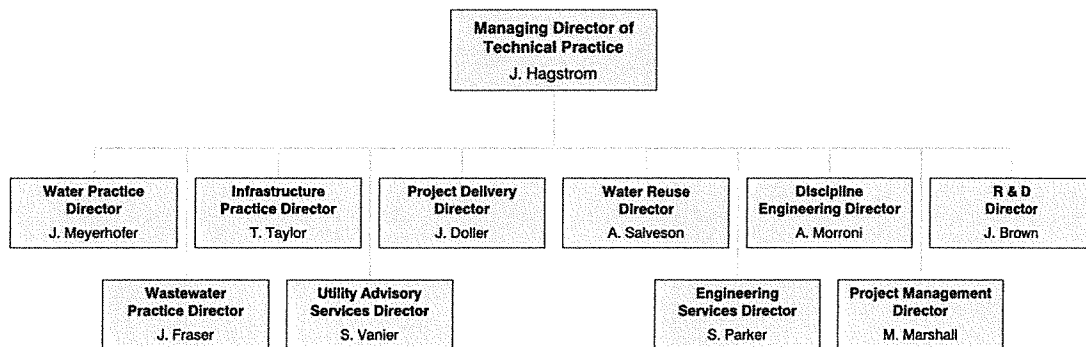 Managing Director of
Technical Practice
J. Hagstrom
Water Practice
Director
J. Meyerhofer
Infrastructure
Practice Director
T. Taylor
Project Delivery
Director
J. Doller
Water Reuse
Director
A. Salveson
Discipline
Engineering Director
A. Morroni
R & D
Director
J. Brown
Wastewater
Practice Director
J. Fraser
Utility Advisory
Services Director
S. Vanier
Engineering
Services Director
S. Parker
Project Management
Director
M. Marshall